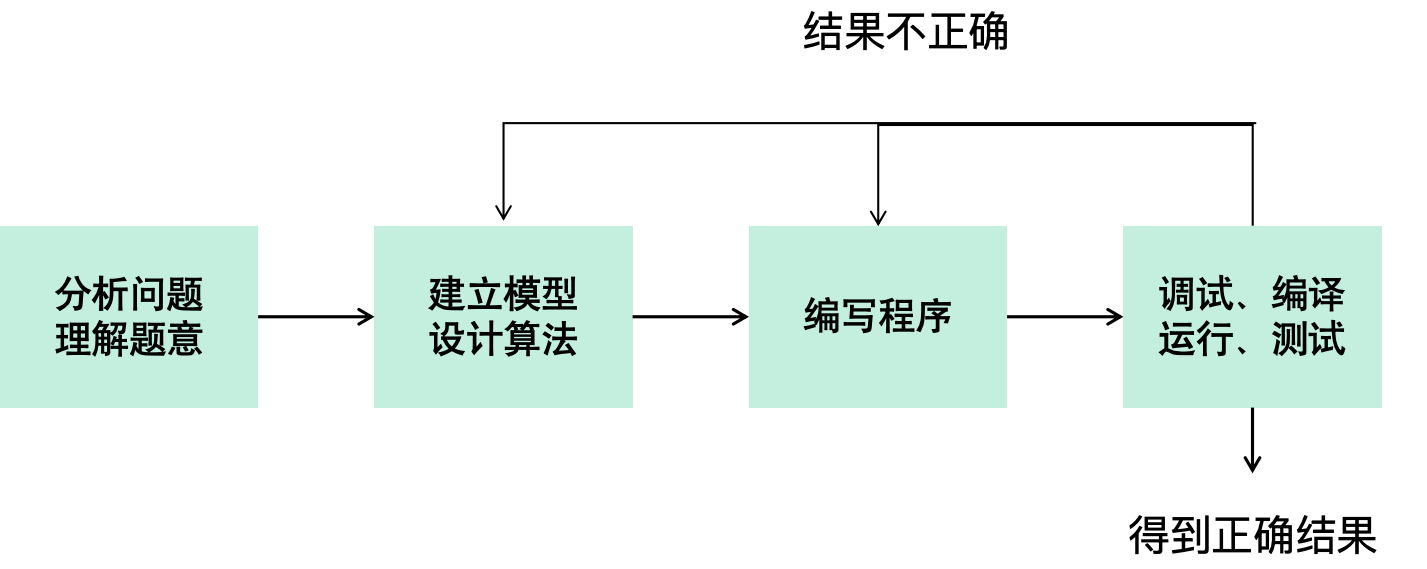 结果不正确
分析问题
理解题意
建立模型
设计算法
编写程序
调试、编译
运行、测试
得到正确结果